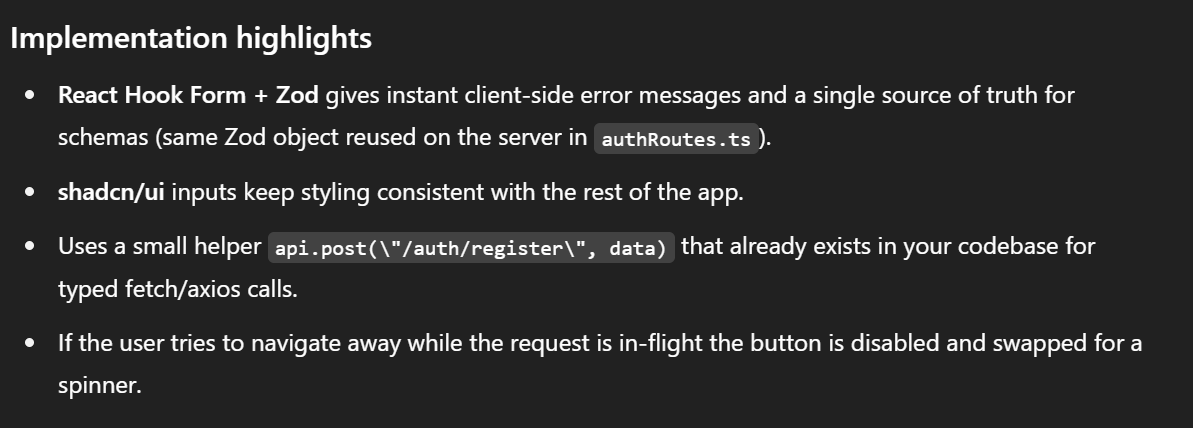 Implementation highlights
• React Hook Form + Zod gives instant client-side error messages and a single source of truth for
schemas (same Zod object reused on the server in authRoutes.ts).
• shadcn/ui inputs keep styling consistent with the rest of the app.
• Uses a small helper api.post(\"/auth/register\", data) that already exists in your codebase for
typed fetch/axios calls.
• If the user tries to navigate away while the request is in-flight the button is disabled and swapped for a
spinner.